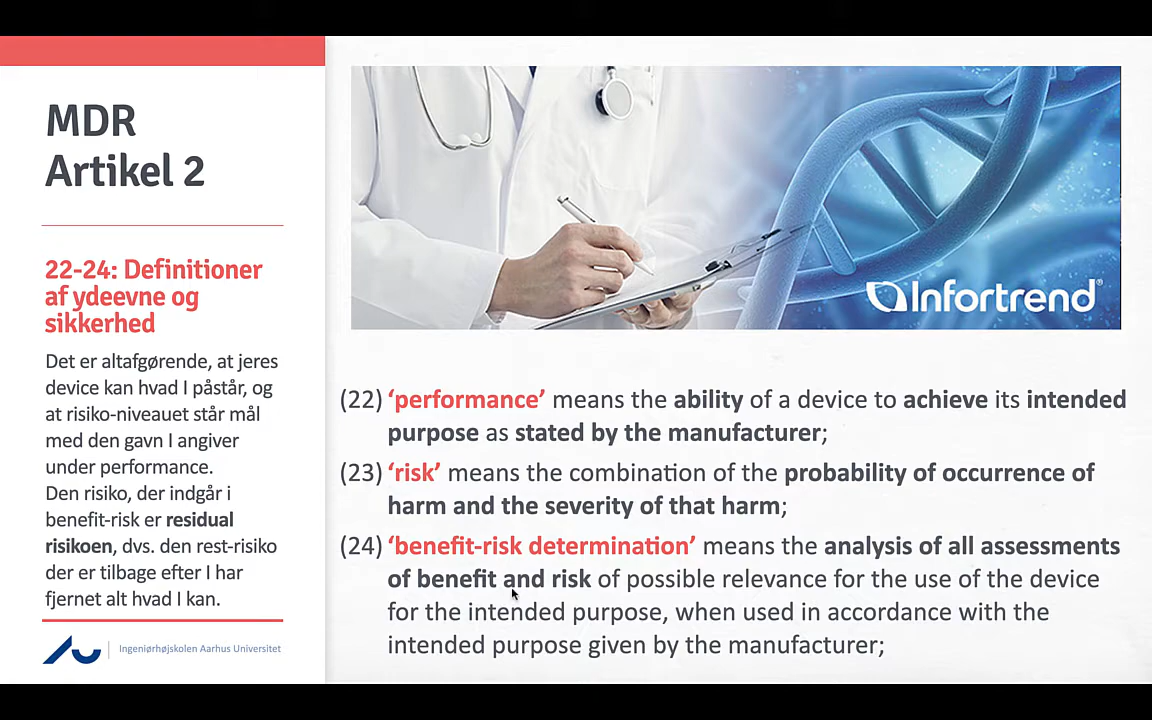 MDR
Artikel 2
22-24: Definitioner
af ydeevne og
sikkerhed
Det er altafgørende, at jeres
device kan hvad I påstår, og
at risiko-niveauet står mål
med den gavn I angiver
under performance.
Den risiko, der indgår i
benefit-risk er residual
risikoen, dvs. den rest-risiko
der er tilbage efter I har
fjernet alt hvad I kan.
Ingeniørhøjskolen Aarhus Universitet
Infortrend®
(22) ‘performance’ means the ability of a device to achieve its intended
purpose as stated by the manufacturer;
(23) ‘risk’ means the combination of the probability of occurrence of
harm and the severity of that harm;
(24) ‘benefit-risk determination’ means the analysis of all assessments
of benefit and risk of possible relevance for the use of the device
for the intended purpose, when used in accordance with the
intended purpose given by the manufacturer;